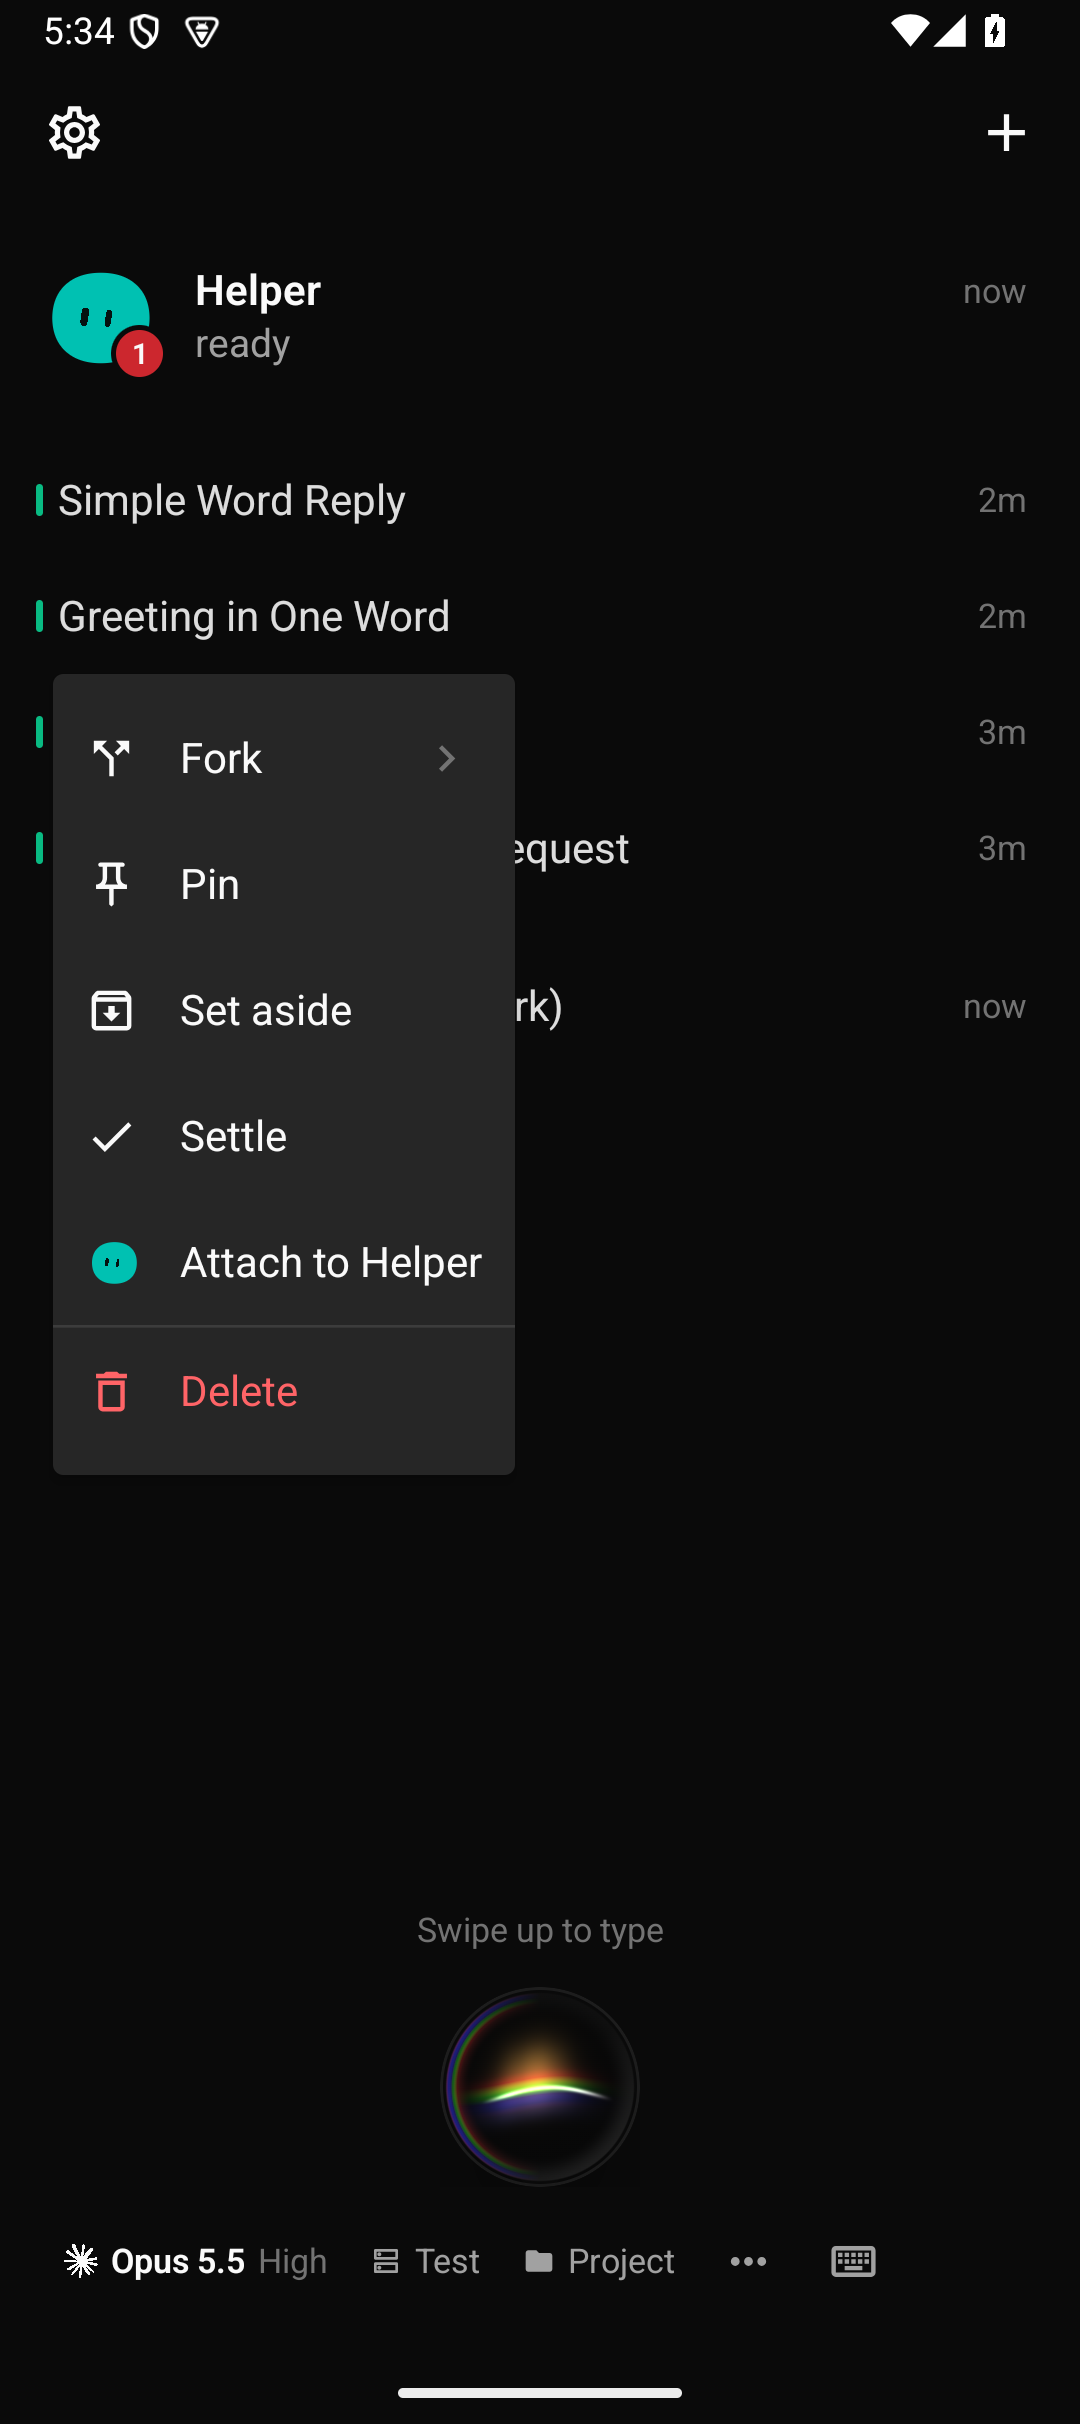 5:34
Helper
now
ready
1
Simple Word Reply
2m
Greeting in One Word
2m
3m
Fork
equest
3m
Pin
Set aside
rk)
now
Settle
Attach to Helper
Delete
Swipe up to type
Opus 5.5 High
Test
Project